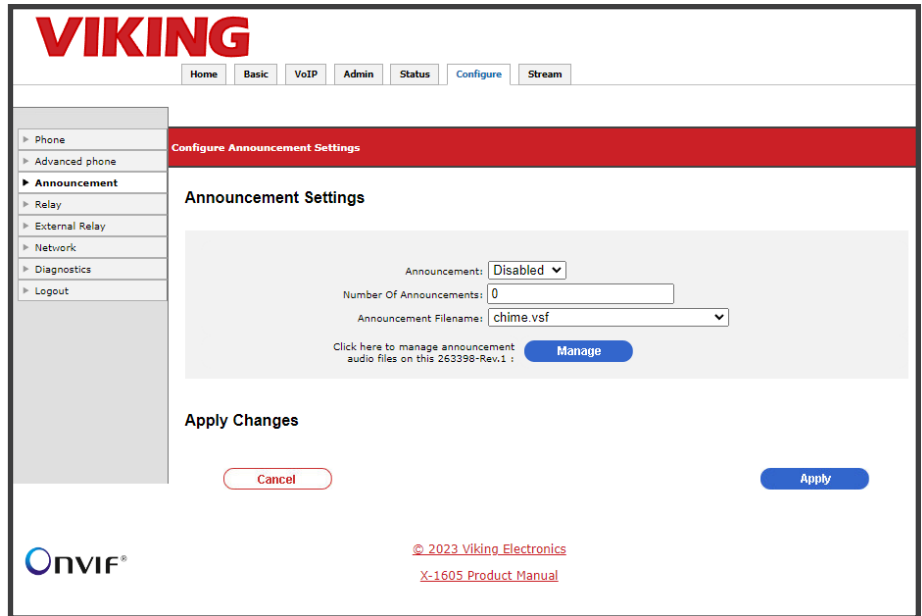 VIKING
Home Basic VoIP Admin Status Configure Stream
Phone
Advanced phone
Announcement
Relay
External Relay
Network
Diagnostics
Logout
Configure Announcement Settings
Announcement Settings
Announcement: Disabled
Number Of Announcements: 0
Announcement Filename: chime.vsf
Click here to manage announcement
audio files on this 263398-Rev.1 :
Manage
Apply Changes
Cancel
Apply
ONVIF®
© 2023 Viking Electronics
X-1605 Product Manual